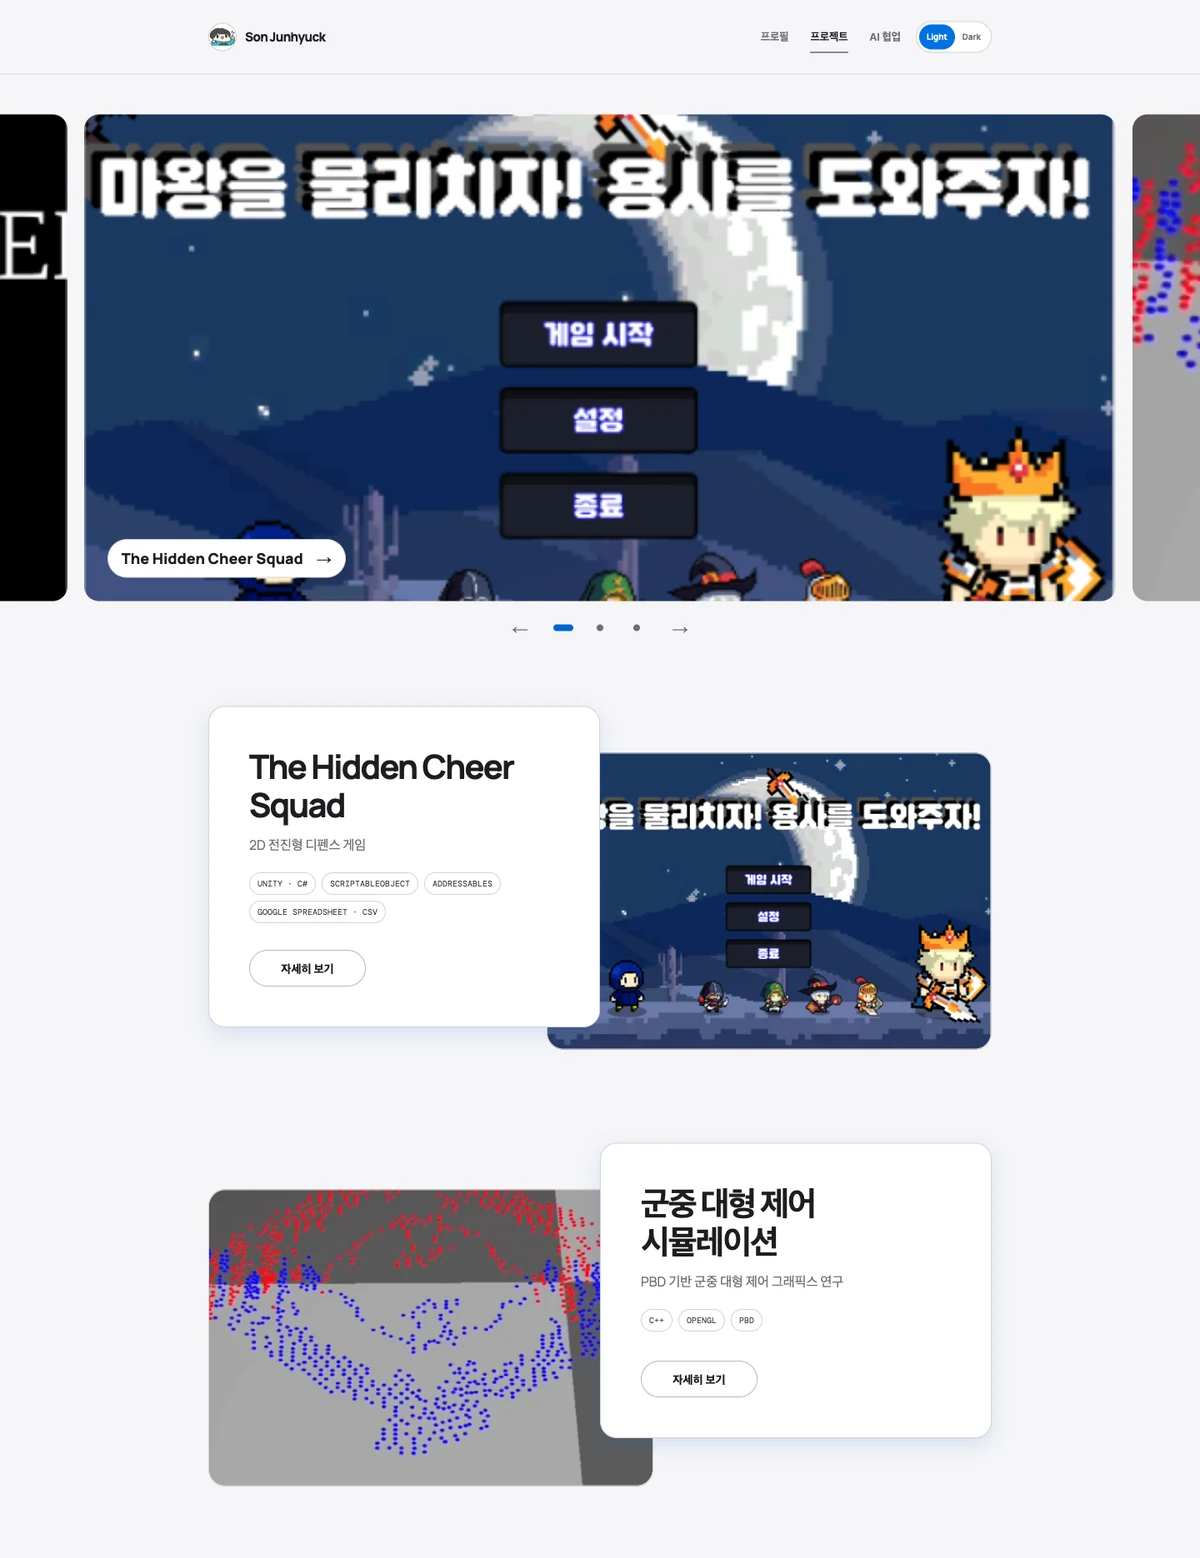 Son Junhyuck
프로필
프로젝트
AI 협업
Light
Dark
마왕을 물리치자! 용사를 도와주자!
게임 시작
설정
종료
The Hidden Cheer Squad →
← →
The Hidden Cheer
Squad
2D 전진형 디펜스 게임
UNITY · C#
SCRIPTABLEOBJECT
ADDRESSABLES
GOOGLE SPREADSHEET · CSV
자세히 보기
을 물리치자! 용사를 도와주자!
게임 시작
설정
종료
군중 대형 제어
시뮬레이션
PBD 기반 군중 대형 제어 그래픽스 연구
C++
OPENGL
PBD
자세히 보기